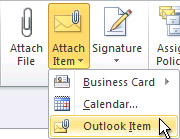 Attach File
Attach Item
Signature
Assign Policy
Business Card
Calendar...
Outlook Item